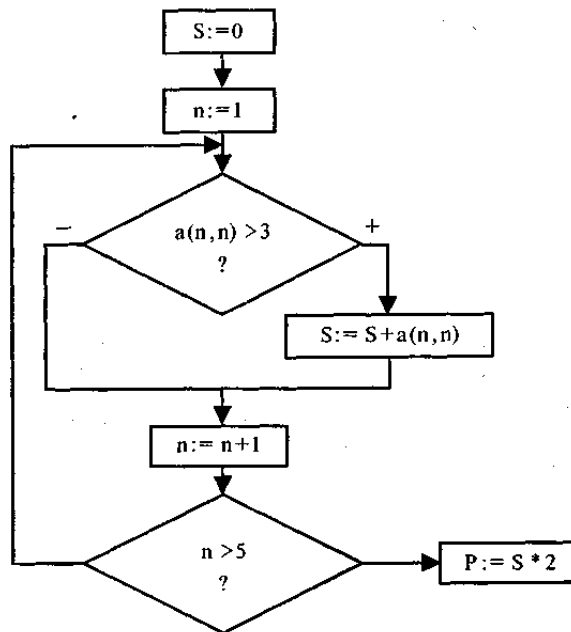 S:=0
n:=1
a(n,n) >3
?
–
+
S:= S+a(n,n)
n:= n+1
n >5
?
P:= S * 2